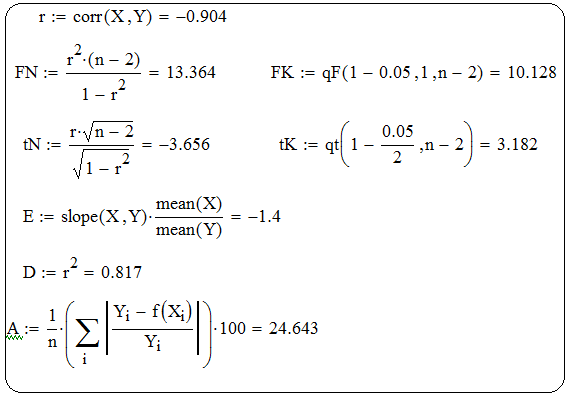 r := corr(X,Y) = −0.904
FN := r²·(n − 2) / 1 − r² = 13.364 FK := qF(1 − 0.05,1,n − 2) = 10.128
tN := r·√n − 2 / √1 − r² = −3.656 tK := qt(1 − 0.05/2 ,n − 2) = 3.182
E := slope(X,Y)·mean(X)/mean(Y) = −1.4
D := r² = 0.817
A := 1/n·(∑i |Yi − f(Xi) / Yi|)·100 = 24.643